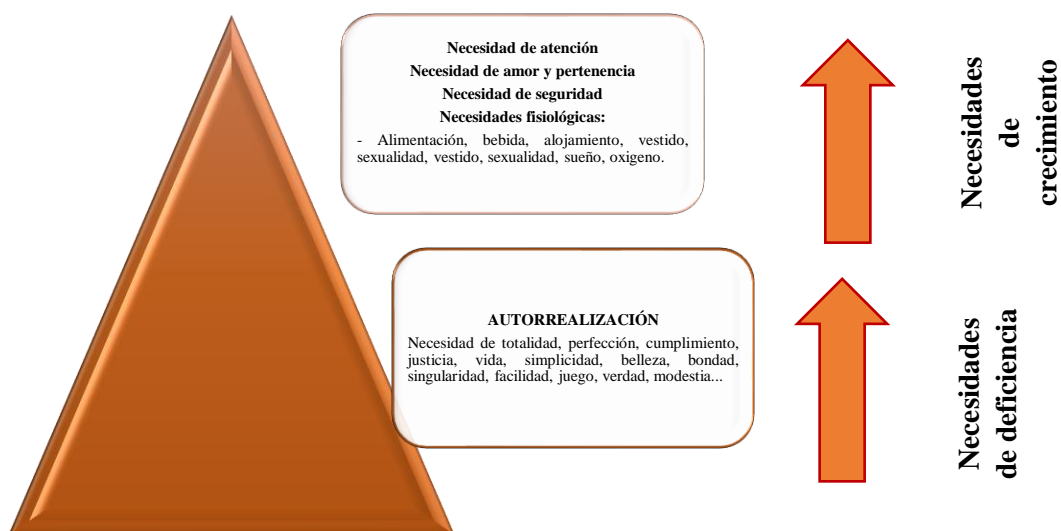 Necesidad de atención
Necesidad de amor y pertenencia
Necesidad de seguridad
Necesidades fisiológicas:
- Alimentación, bebida, alojamiento, vestido,
sexualidad, vestido, sexualidad, sueño, oxigeno.
Necesidades
de
crecimiento
AUTORREALIZACIÓN
Necesidad de totalidad, perfección, cumplimiento,
justicia, vida, simplicidad, belleza, bondad,
singularidad, facilidad, juego, verdad, modestia...
Necesidades
de deficiencia